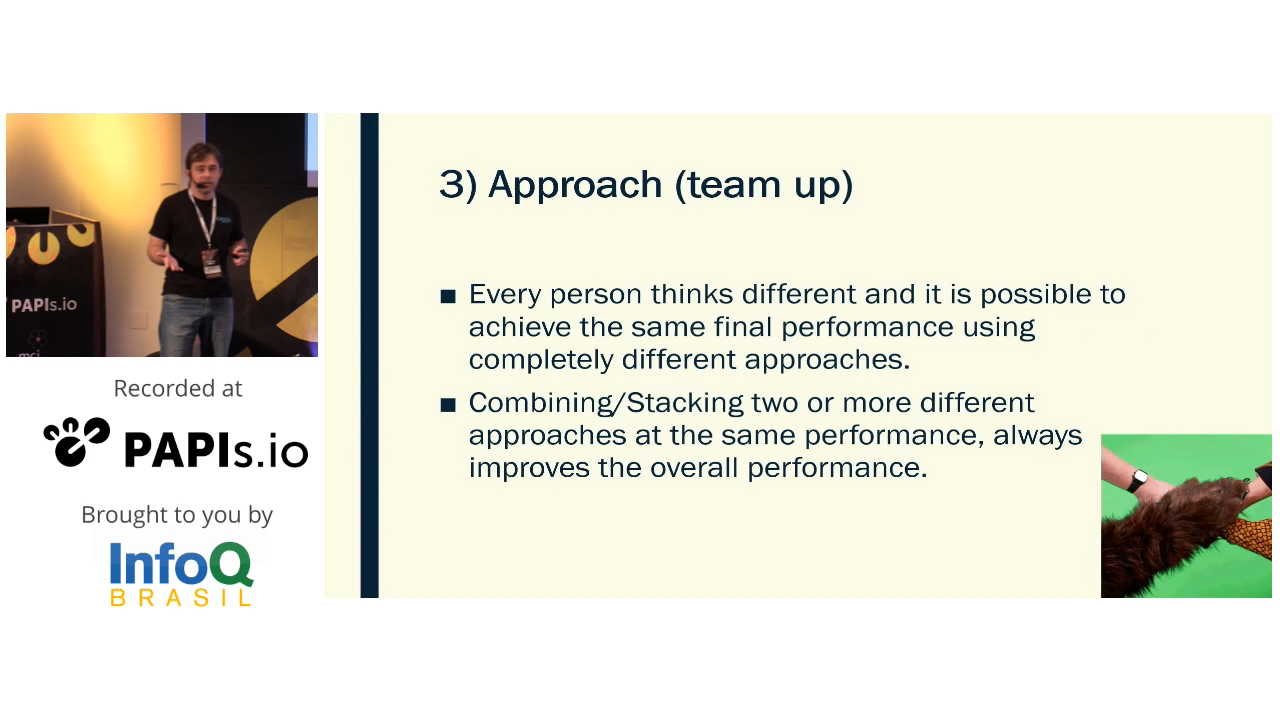 PAPIs.io
mci
Recorded at
PAPIs.io
Brought to you by
InfoQ
BRASIL
3) Approach (team up)
■ Every person thinks different and it is possible to
achieve the same final performance using
completely different approaches.
■ Combining/Stacking two or more different
approaches at the same performance, always
improves the overall performance.